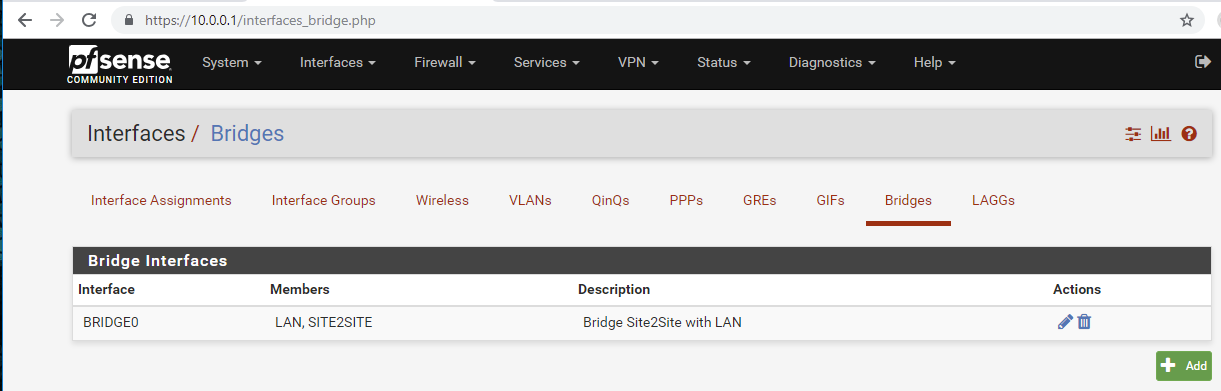 https://10.0.0.1/interfaces_bridge.php
pfsense COMMUNITY EDITION System Interfaces Firewall Services VPN Status Diagnostics Help
Interfaces / Bridges
Interface Assignments Interface Groups Wireless VLANs QinQs PPPs GREs GIFs Bridges LAGGs
Bridge Interfaces
Interface Members Description Actions
BRIDGE0 LAN, SITE2SITE Bridge Site2Site with LAN
Add